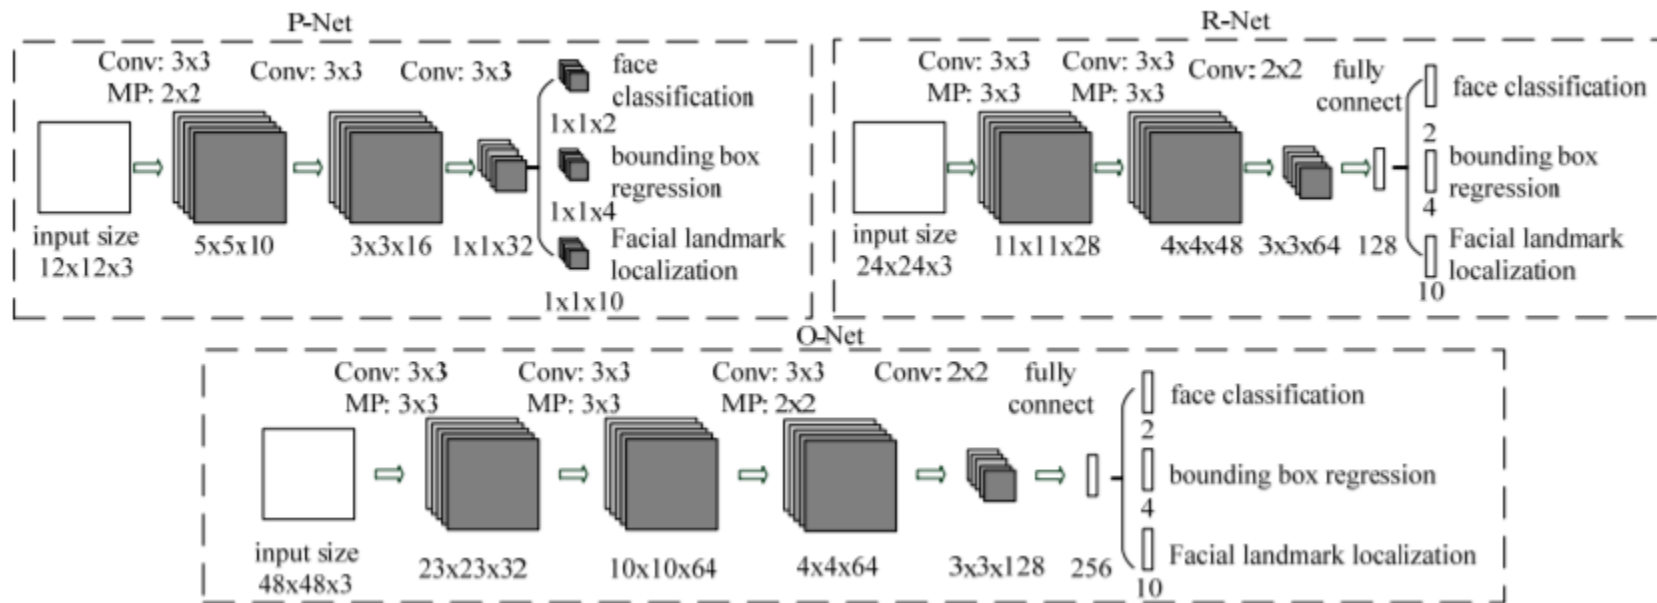 P-Net
Conv: 3x3
MP: 2x2
Conv: 3x3
Conv: 3x3
face
classification
1x1x2
bounding box
regression
1x1x4
Facial landmark
localization
1x1x10
input size
12x12x3
5x5x10
3x3x16
1x1x32
R-Net
Conv: 3x3
MP: 3x3
Conv: 3x3
MP: 3x3
Conv: 2x2
fully
connect
face classification
2
bounding box
regression
4
Facial landmark
localization
10
input size
24x24x3
11x11x28
4x4x48
3x3x64
128
O-Net
Conv: 3x3
MP: 3x3
Conv: 3x3
MP: 3x3
Conv: 3x3
MP: 2x2
Conv: 2x2
fully
connect
face classification
2
bounding box regression
4
Facial landmark localization
10
input size
48x48x3
23x23x32
10x10x64
4x4x64
3x3x128
256